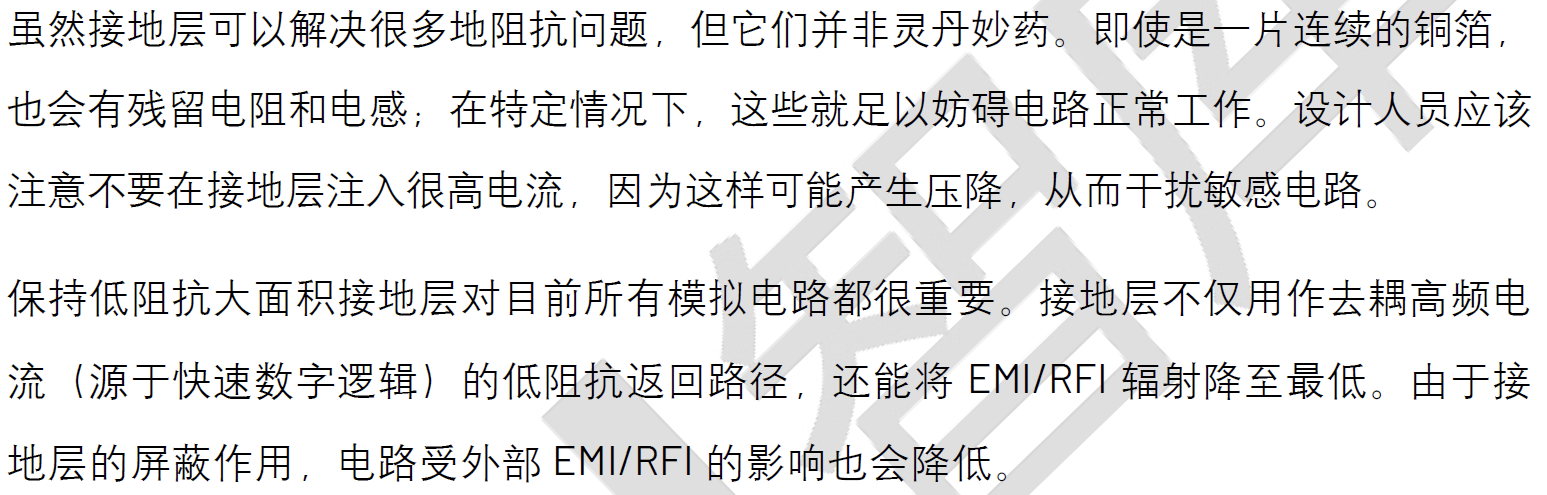 虽然接地层可以解决很多地阻抗问题，但它们并非灵丹妙药。即使是一片连续的铜箔，
也会有残留电阻和电感；在特定情况下，这些就足以妨碍电路正常工作。设计人员应该
注意不要在接地层注入很高电流，因为这样可能产生压降，从而干扰敏感电路。
保持低阻抗大面积接地层对目前所有模拟电路都很重要。接地层不仅用作去耦高频电
流（源于快速数字逻辑）的低阻抗返回路径，还能将 EMI/RFI 辐射降至最低。由于接
地层的屏蔽作用，电路受外部 EMI/RFI 的影响也会降低。